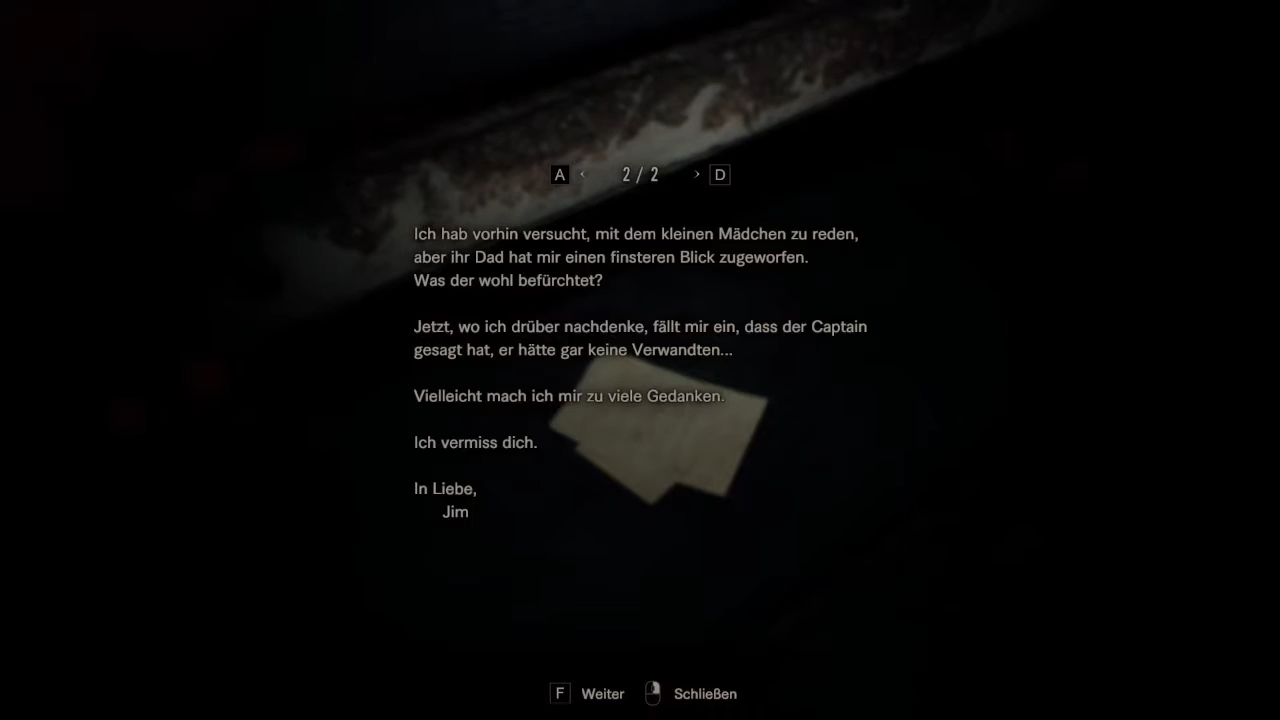 A ‹ 2 / 2 › D
Ich hab vorhin versucht, mit dem kleinen Mädchen zu reden,
aber ihr Dad hat mir einen finsteren Blick zugeworfen.
Was der wohl befürchtet?
Jetzt, wo ich drüber nachdenke, fällt mir ein, dass der Captain
gesagt hat, er hätte gar keine Verwandten...
Vielleicht mach ich mir zu viele Gedanken.
Ich vermiss dich.
In Liebe,
Jim
F Weiter Schließen